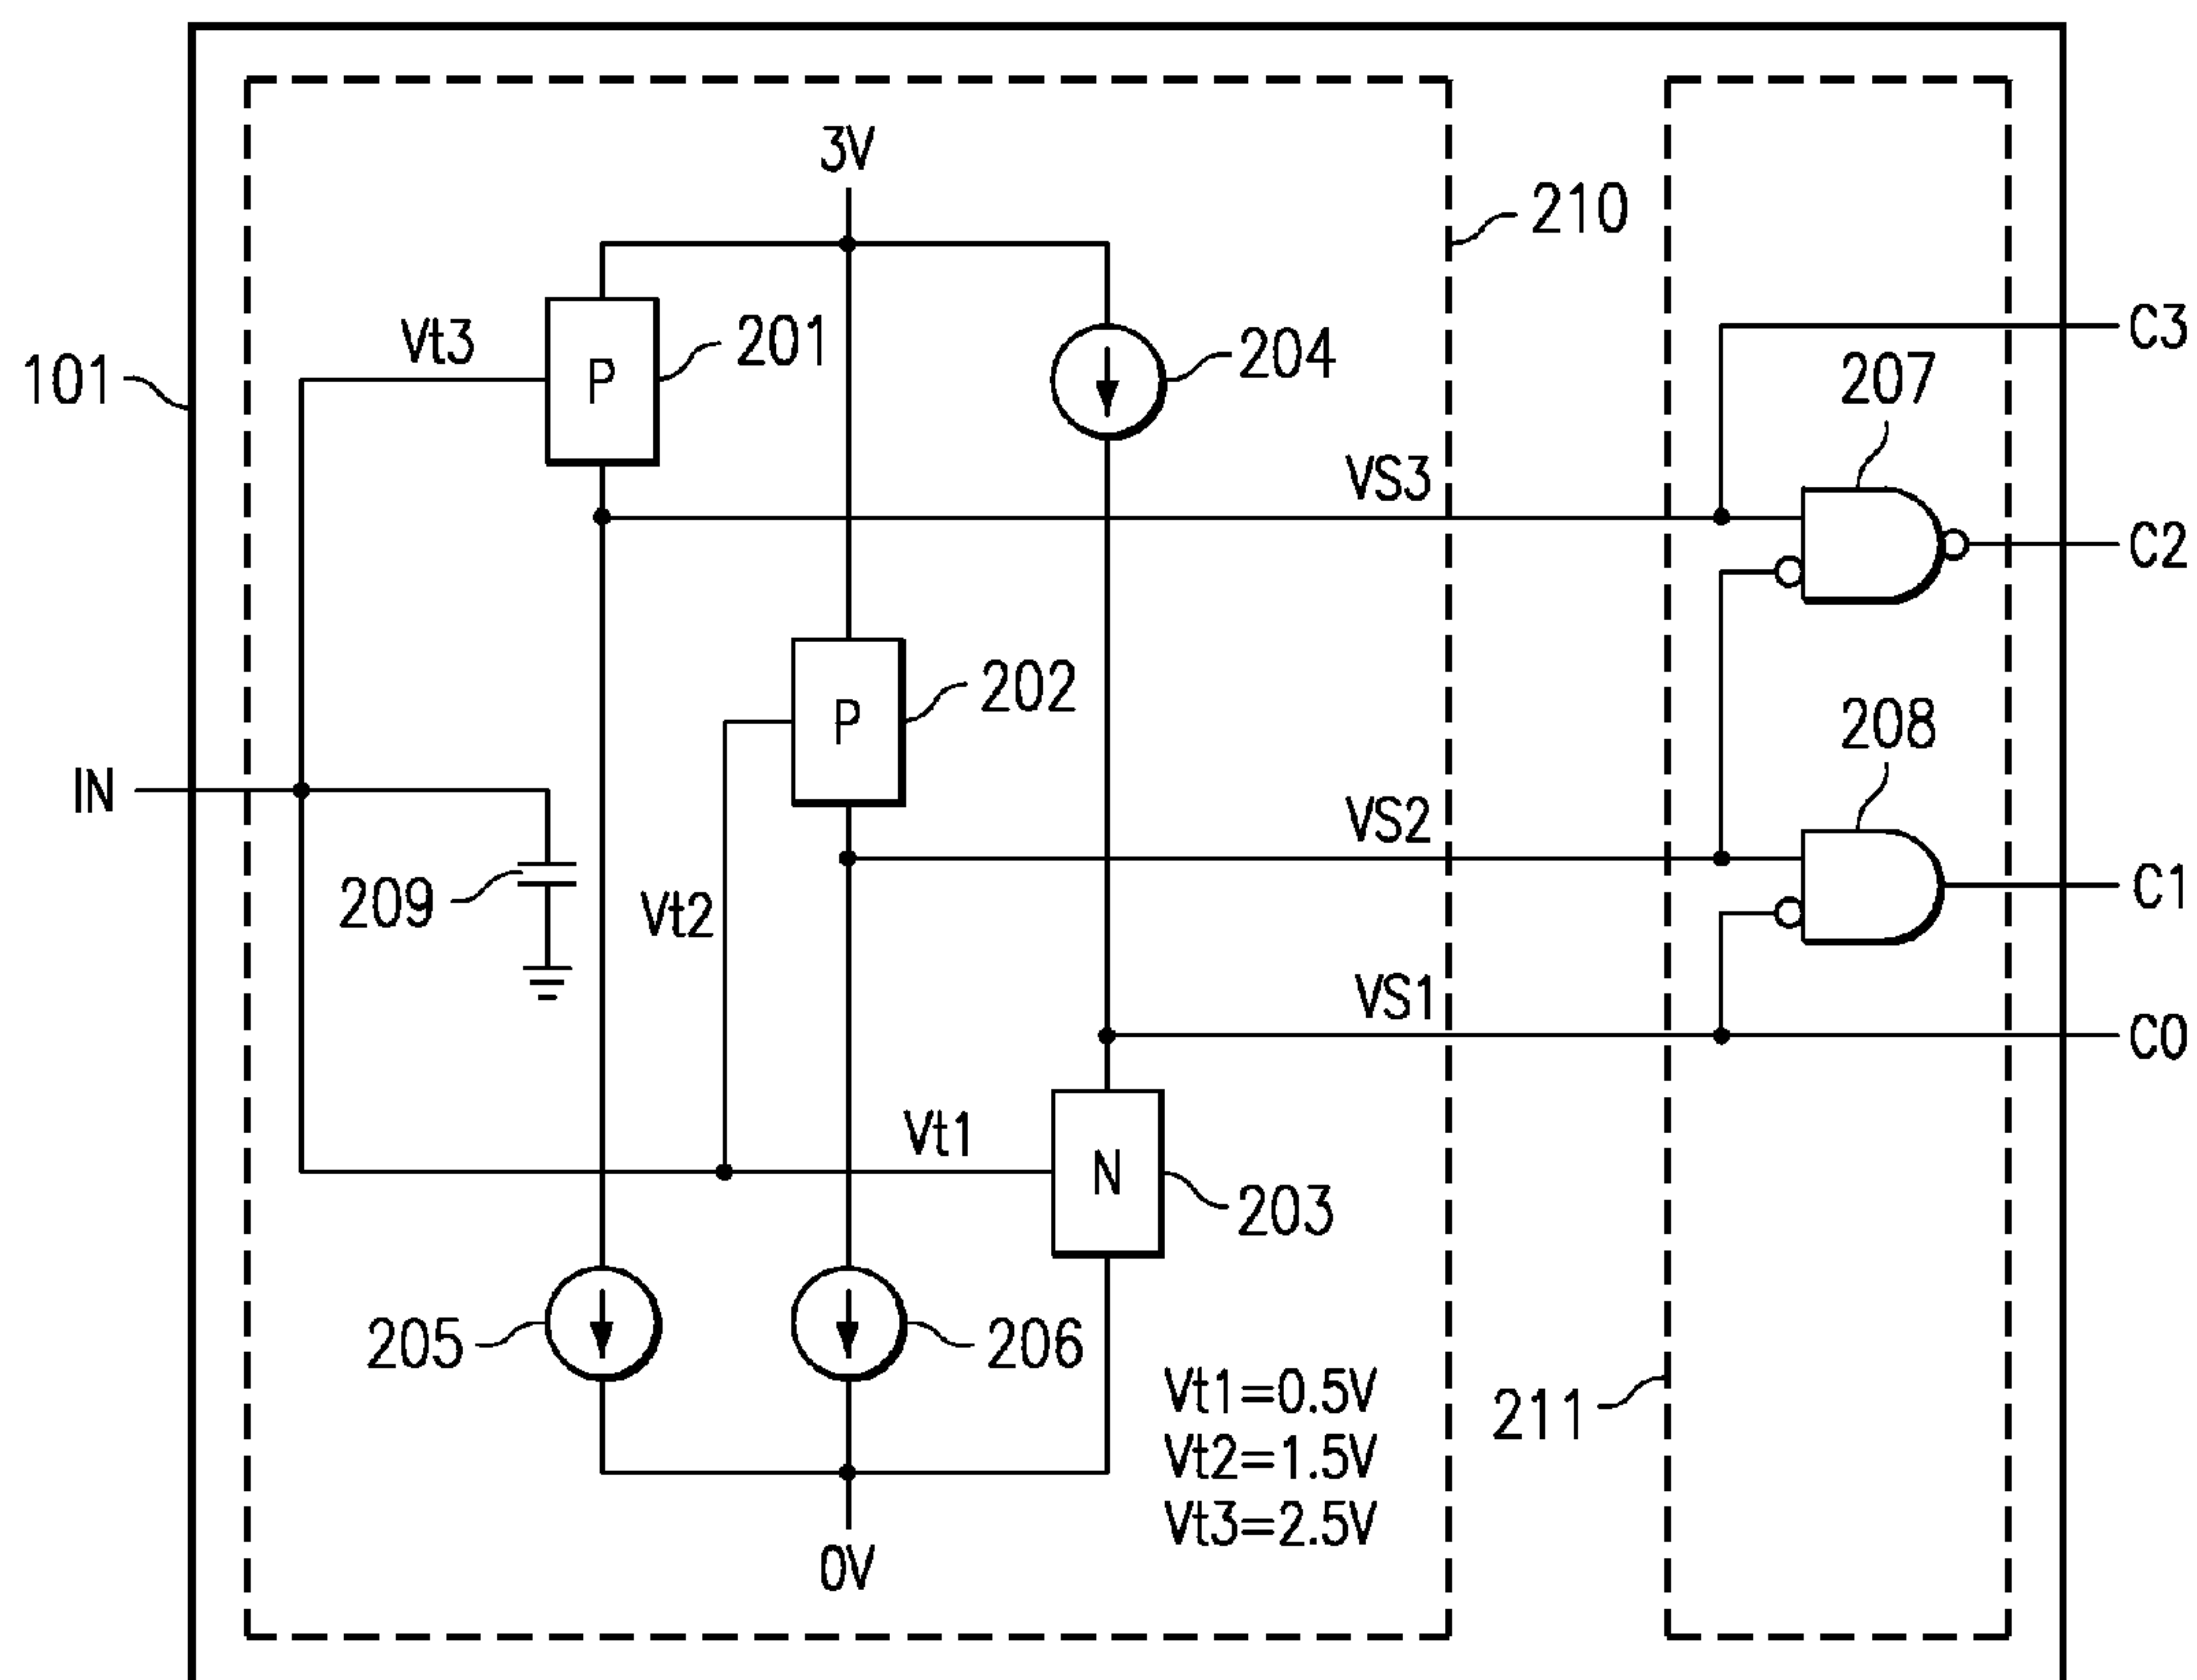 3V
210
Vt3
P
201
204
C3
101
207
VS3
C2
P
202
208
IN
VS2
209
Vt2
C1
VS1
C0
Vt1
N
203
205
206
Vt1=0.5V
211
Vt2=1.5V
Vt3=2.5V
0V